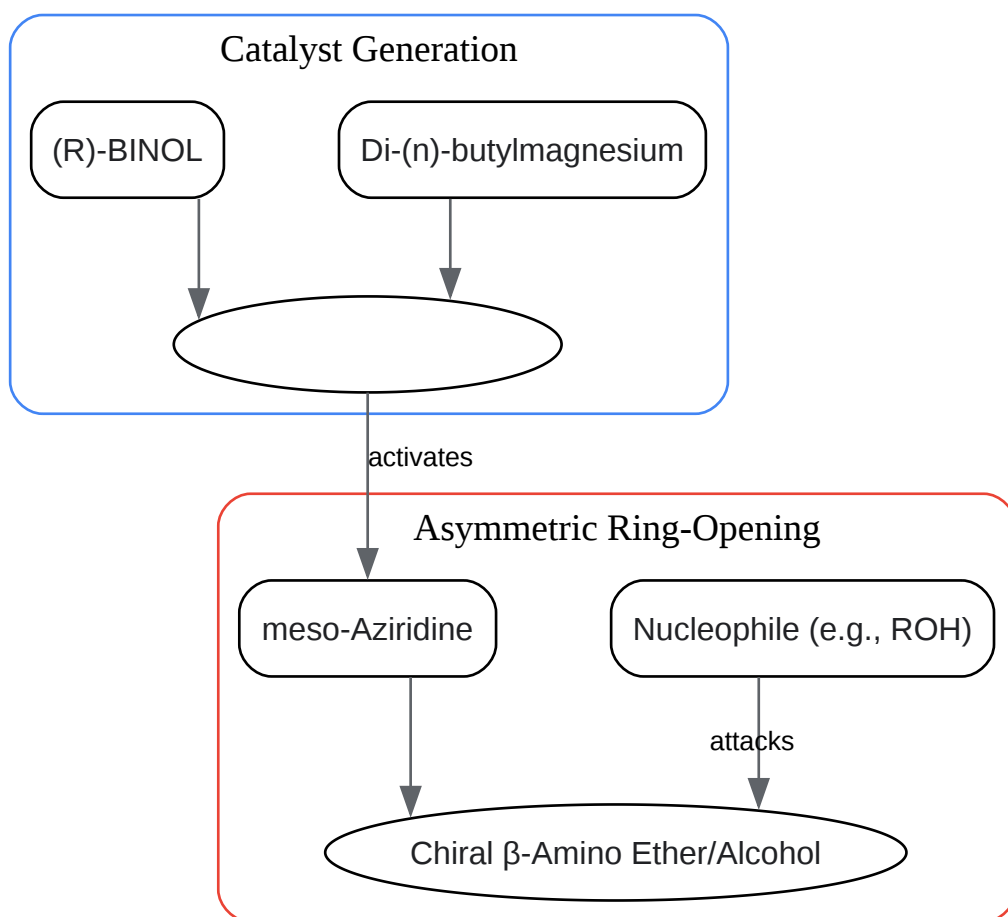 Catalyst Generation
(R)-BINOL
Di-(n)-butylmagnesium
activates
Asymmetric Ring-Opening
meso-Aziridine
Nucleophile (e.g., ROH)
attacks
Chiral β-Amino Ether/Alcohol